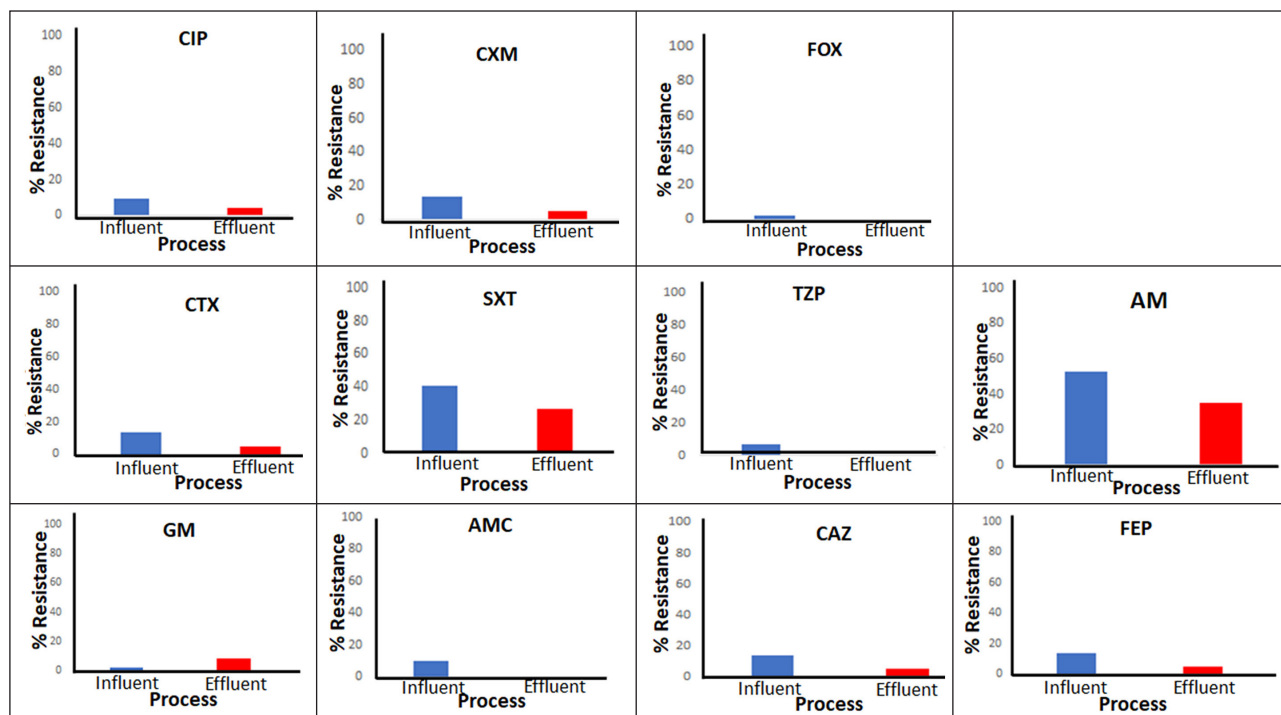 CIP
% Resistance
100
80
60
40
20
0
Influent Effluent
Process
CXM
% Resistance
100
80
60
40
20
0
Influent Effluent
Process
FOX
% Resistance
100
80
60
40
20
0
Influent Effluent
Process
CTX
% Resistance
100
80
60
40
20
0
Influent Effluent
Process
SXT
% Resistance
100
80
60
40
20
0
Influent Effluent
Process
TZP
% Resistance
100
80
60
40
20
0
Influent Effluent
Process
AM
% Resistance
100
80
60
40
20
0
Influent Effluent
Process
GM
% Resistance
100
80
60
40
20
0
Influent Effluent
Process
AMC
% Resistance
100
80
60
40
20
0
Influent Effluent
Process
CAZ
% Resistance
100
80
60
40
20
0
Influent Effluent
Process
FEP
% Resistance
100
80
60
40
20
0
Influent Effluent
Process